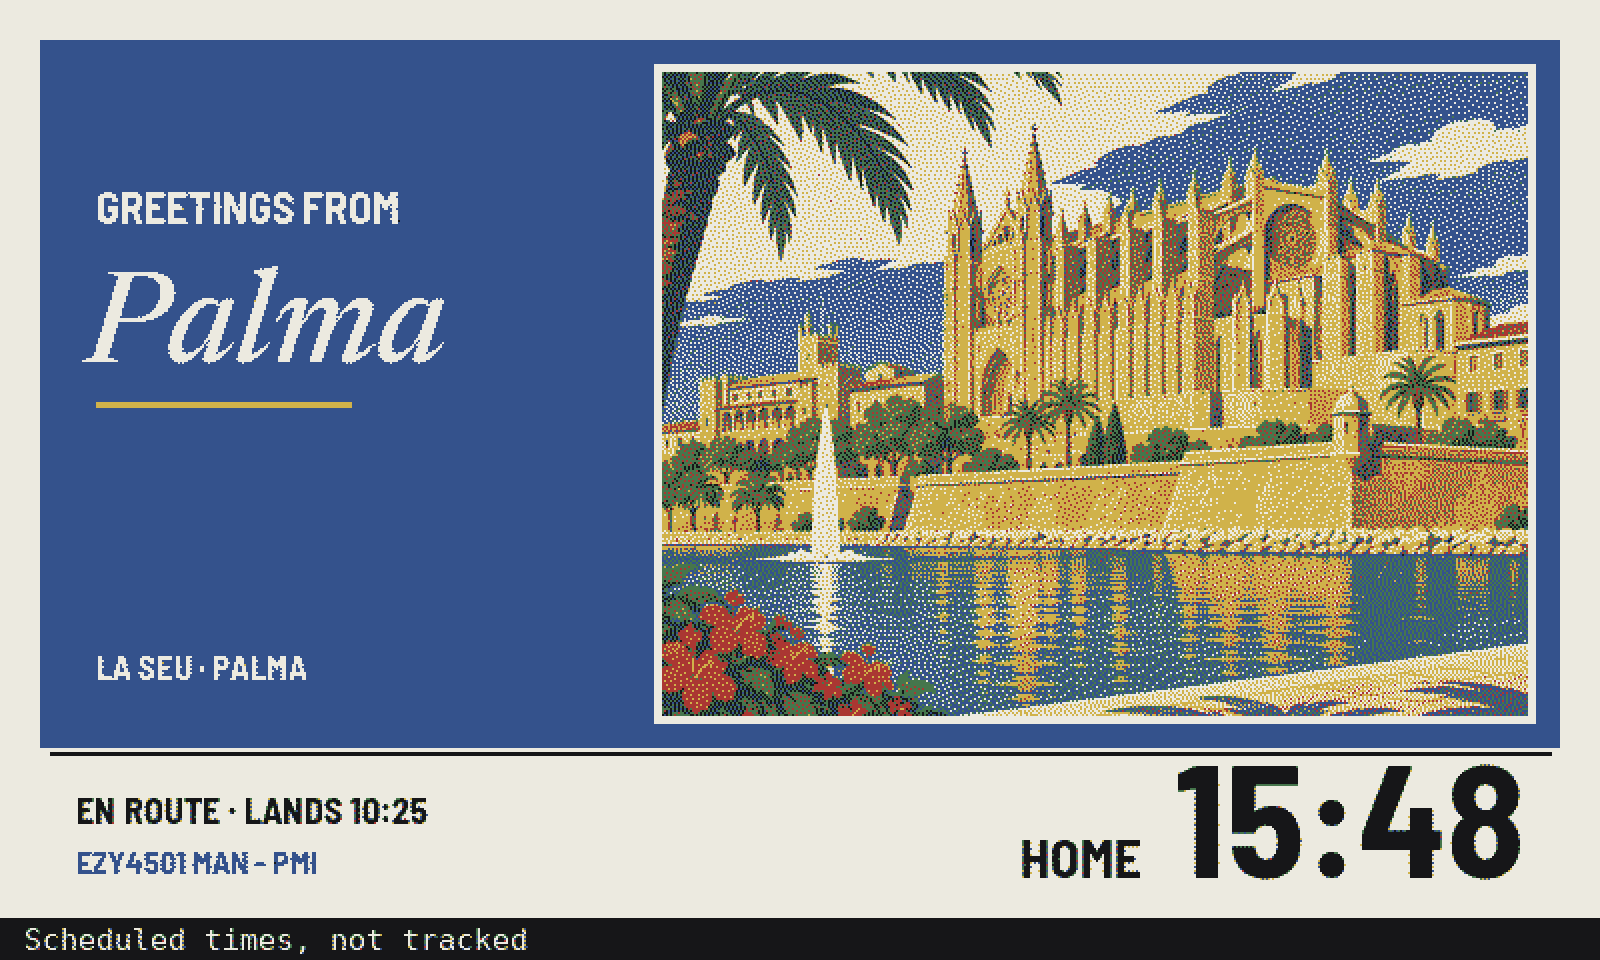 GREETINGS FROM
Palma
LA SEU · PALMA
EN ROUTE · LANDS 10:25
EZY4501 MAN - PMI
HOME 15:48
Scheduled times, not tracked